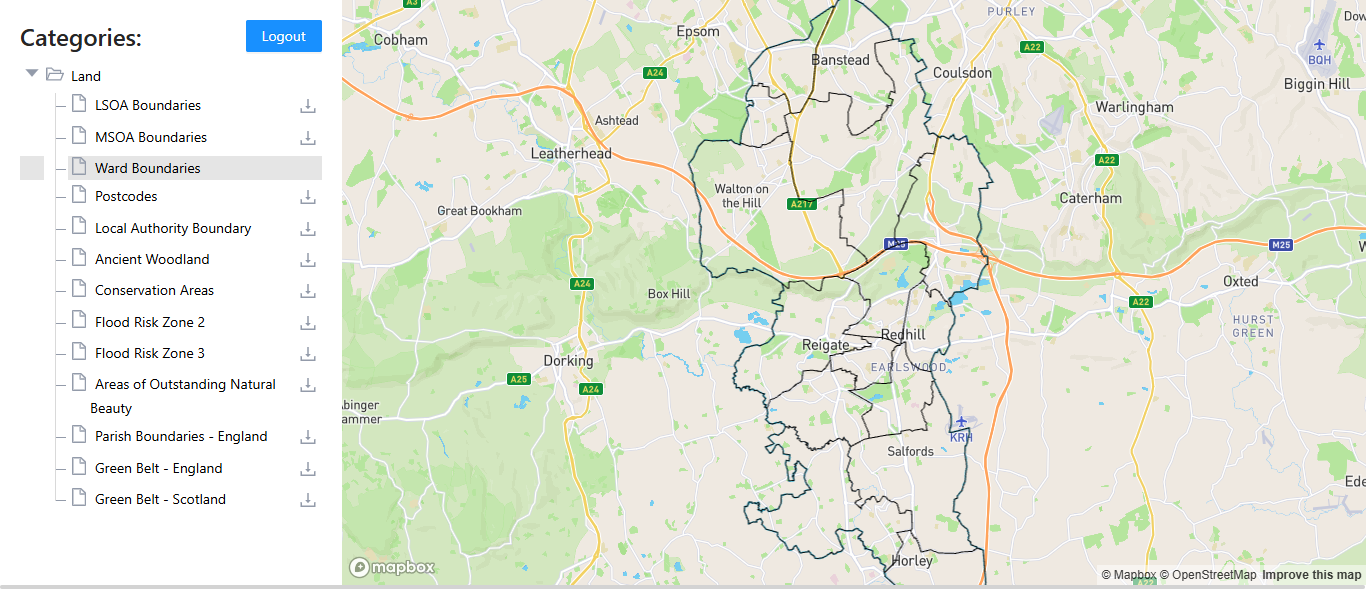 Categories:
Logout
Land
LSOA Boundaries
MSOA Boundaries
Ward Boundaries
Postcodes
Local Authority Boundary
Ancient Woodland
Conservation Areas
Flood Risk Zone 2
Flood Risk Zone 3
Areas of Outstanding Natural
Beauty
Parish Boundaries - England
Green Belt - England
Green Belt - Scotland
A3
PURLEY
Cobham
Epsom
A22
BQH
Banstead
A24
Coulsdon
Biggin Hill
Warlingham
Ashtead
Leatherhead
A22
Walton on
the Hill
A217
Caterham
Great Bookham
M25
M25
A24
Box Hill
Oxted
A22
HURST
GREEN
Reigate
Redhill
Dorking
EARLSWOOD
A25
A24
KRH
Salfords
Horley
mapbox
© Mapbox © OpenStreetMap Improve this map